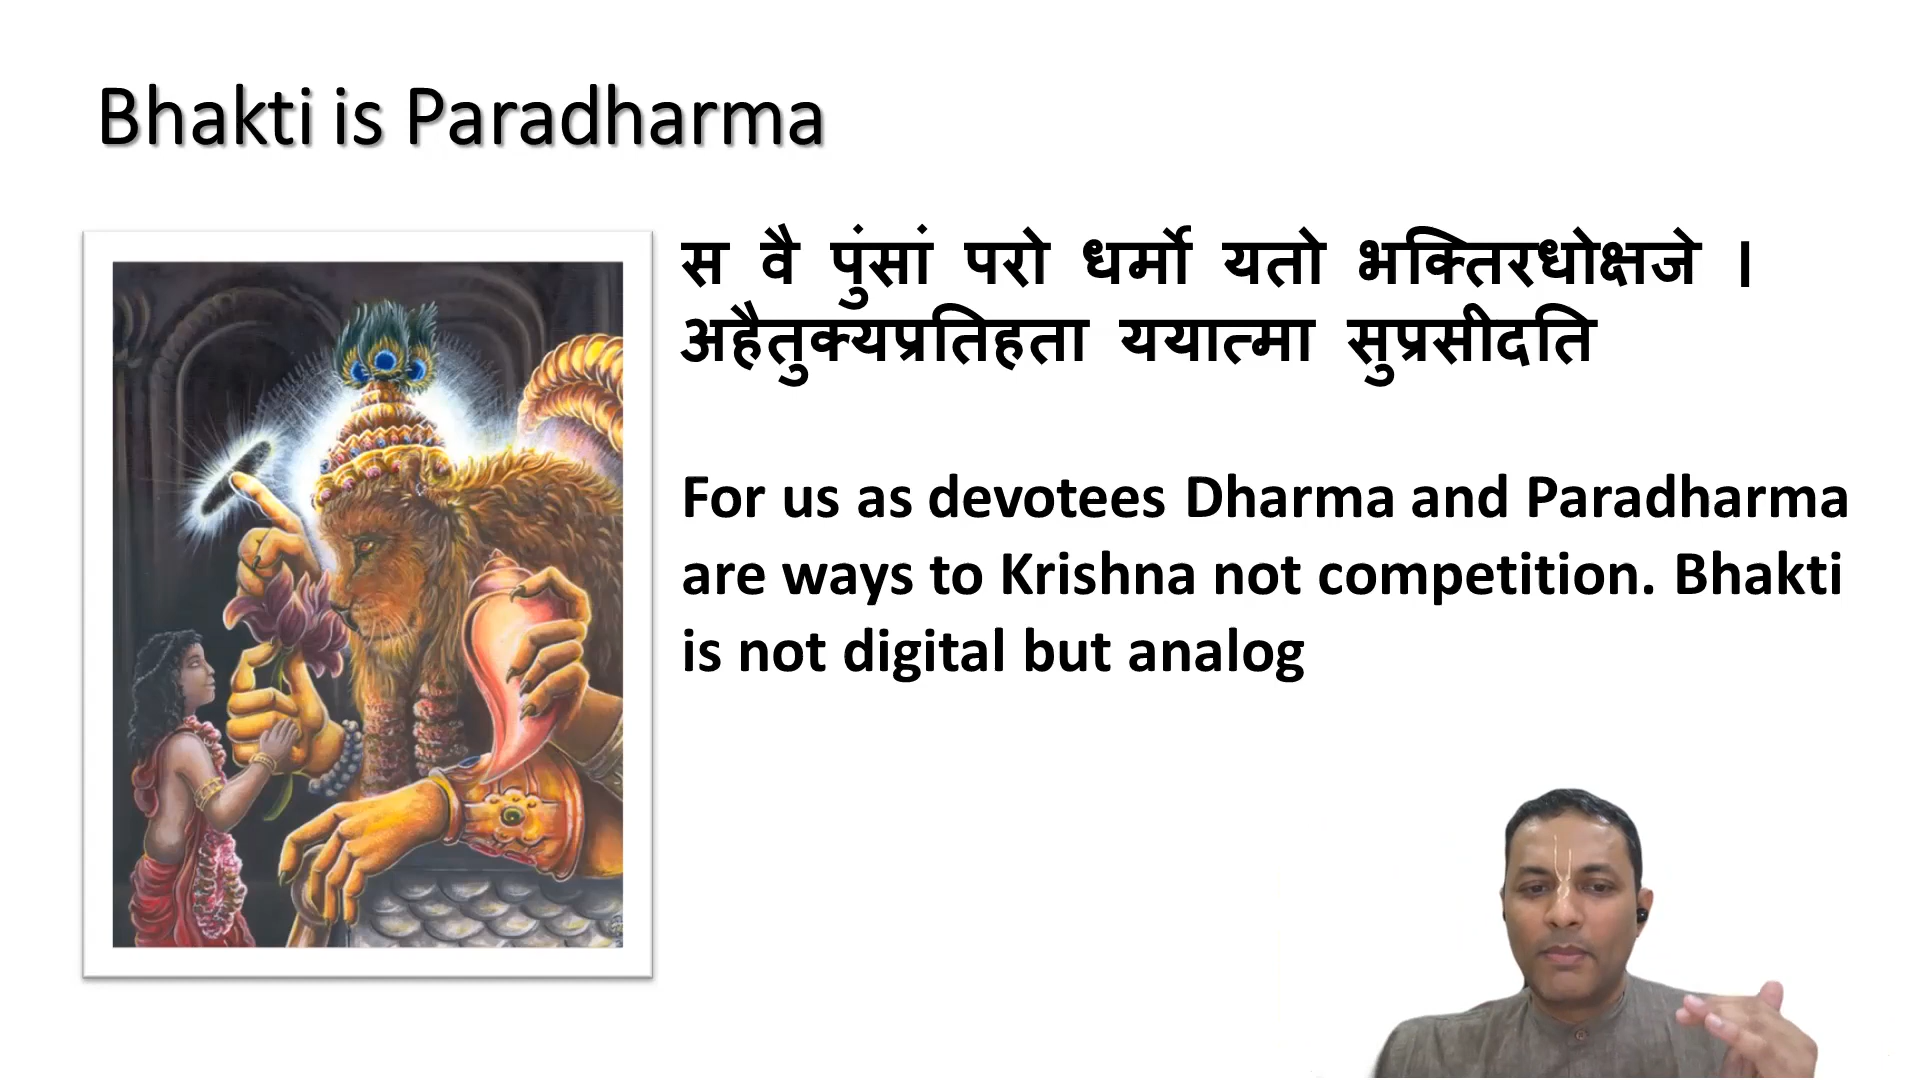 Bhakti is Paradharma
स वै पुंसां परो धर्मो यतो भक्तिरधोक्षजे ।
अहैतुक्यप्रतिहता ययात्मा सुप्रसीदति
For us as devotees Dharma and Paradharma
are ways to Krishna not competition. Bhakti
is not digital but analog